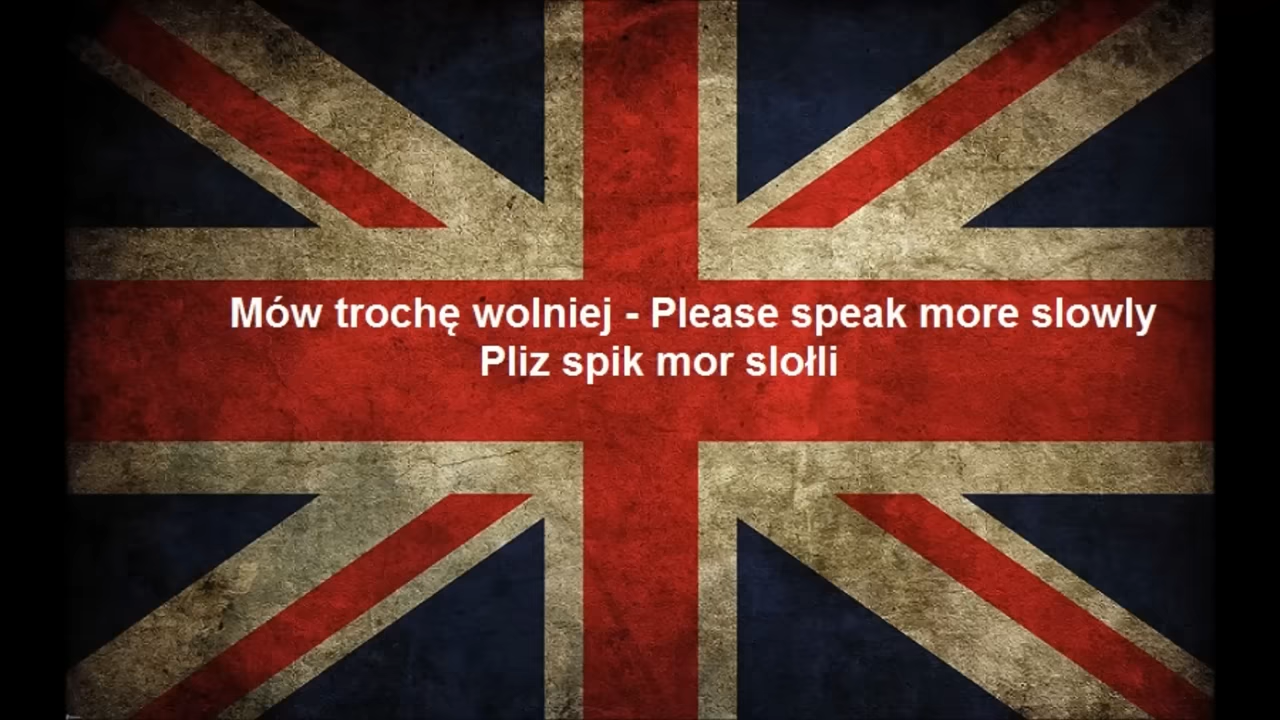 Mów trochę wolniej - Please speak more slowly
Pliz spik mor slołli